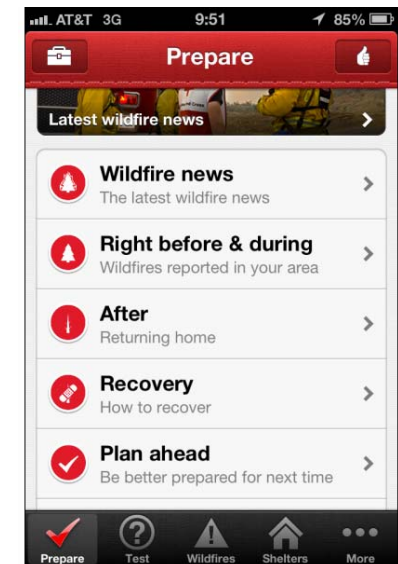 AT&T 3G 9:51 85%
Prepare
Latest wildfire news
Wildfire news
The latest wildfire news
Right before & during
Wildfires reported in your area
After
Returning home
Recovery
How to recover
Plan ahead
Be better prepared for next time
Prepare Test Wildfires Shelters More